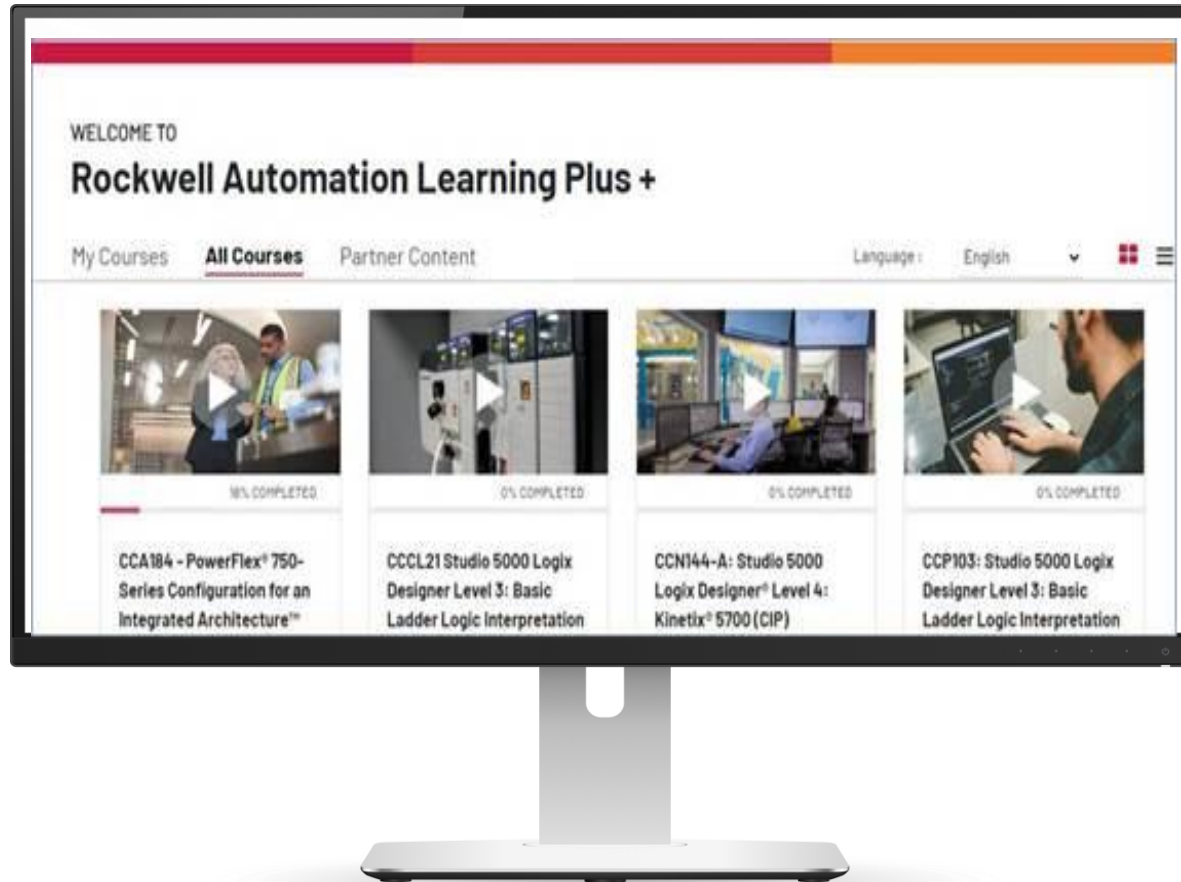 WELCOME TO
Rockwell Automation Learning Plus +
My Courses All Courses Partner Content Language : English
18% COMPLETED 0% COMPLETED 0% COMPLETED 0% COMPLETED
CCA184 - PowerFlex® 750-
Series Configuration for an
Integrated Architecture™
CCCL21 Studio 5000 Logix
Designer Level 3: Basic
Ladder Logic Interpretation
CCN144-A: Studio 5000
Logix Designer® Level 4:
Kinetix® 5700 (CIP)
CCP103: Studio 5000 Logix
Designer Level 3: Basic
Ladder Logic Interpretation